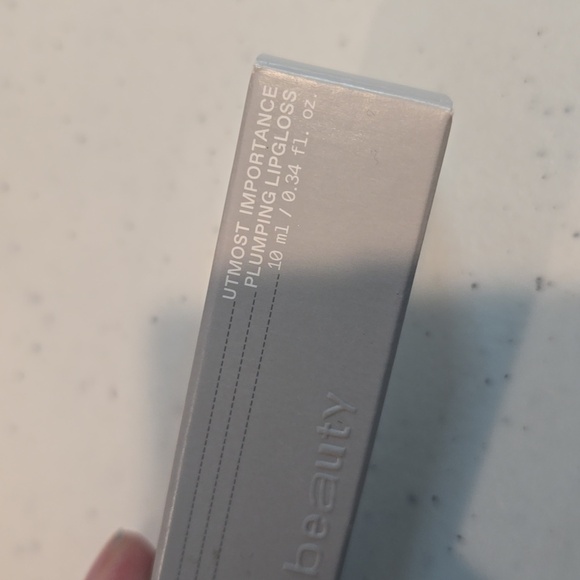 UTMOST IMPORTANCE
PLUMPING LIPGLOSS
10 ml / 0.34 fl. oz.
beauty